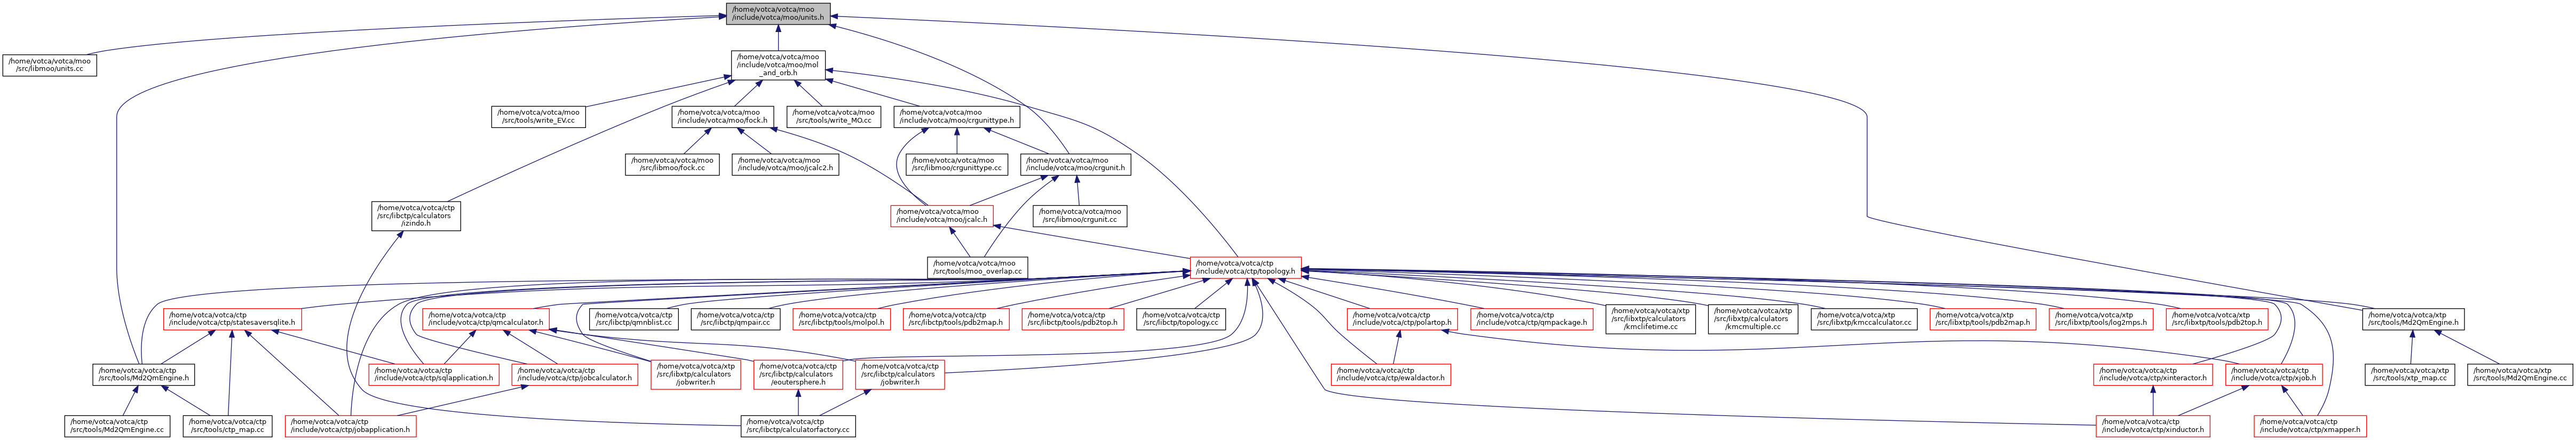 /home/votca/votca/moo
/include/votca/moo/units.h
/home/votca/votca/moo
/src/libmoo/units.cc
/home/votca/votca/moo
/include/votca/moo/mol
_and_orb.h
/home/votca/votca/moo
/src/tools/write_EV.cc
/home/votca/votca/moo
/include/votca/moo/fock.h
/home/votca/votca/moo
/src/tools/write_MO.cc
/home/votca/votca/moo
/include/votca/moo/crgunittype.h
/home/votca/votca/moo
/src/libmoo/fock.cc
/home/votca/votca/moo
/include/votca/moo/jcalc2.h
/home/votca/votca/moo
/src/libmoo/crgunittype.cc
/home/votca/votca/moo
/include/votca/moo/crgunit.h
/home/votca/votca/ctp
/src/libctp/calculators
/izindo.h
/home/votca/votca/moo
/include/votca/moo/jcalc.h
/home/votca/votca/moo
/src/libmoo/crgunit.cc
/home/votca/votca/moo
/src/tools/moo_overlap.cc
/home/votca/votca/ctp
/include/votca/ctp/topology.h
/home/votca/votca/ctp
/include/votca/ctp/statesaversqlite.h
/home/votca/votca/ctp
/include/votca/ctp/qmcalculator.h
/home/votca/votca/ctp
/src/libctp/qmnblist.cc
/home/votca/votca/ctp
/src/libctp/qmpair.cc
/home/votca/votca/ctp
/src/libctp/tools/molpol.h
/home/votca/votca/ctp
/src/libctp/tools/pdb2map.h
/home/votca/votca/ctp
/src/libctp/tools/pdb2top.h
/home/votca/votca/ctp
/src/libctp/topology.cc
/home/votca/votca/ctp
/include/votca/ctp/polartop.h
/home/votca/votca/ctp
/include/votca/ctp/qmpackage.h
/home/votca/votca/xtp
/src/libxtp/calculators
/kmclifetime.cc
/home/votca/votca/xtp
/src/libxtp/calculators
/kmcmultiple.cc
/home/votca/votca/xtp
/src/libxtp/kmccalculator.cc
/home/votca/votca/xtp
/src/libxtp/tools/pdb2map.h
/home/votca/votca/xtp
/src/libxtp/tools/log2mps.h
/home/votca/votca/xtp
/src/libxtp/tools/pdb2top.h
/home/votca/votca/xtp
/src/tools/Md2QmEngine.h
/home/votca/votca/ctp
/src/tools/Md2QmEngine.h
/home/votca/votca/ctp
/include/votca/ctp/sqlapplication.h
/home/votca/votca/ctp
/include/votca/ctp/jobcalculator.h
/home/votca/votca/xtp
/src/libxtp/calculators
/jobwriter.h
/home/votca/votca/ctp
/src/libctp/calculators
/eoutersphere.h
/home/votca/votca/ctp
/src/libctp/calculators
/jobwriter.h
/home/votca/votca/ctp
/include/votca/ctp/ewaldactor.h
/home/votca/votca/ctp
/include/votca/ctp/xinteractor.h
/home/votca/votca/ctp
/include/votca/ctp/xjob.h
/home/votca/votca/xtp
/src/tools/xtp_map.cc
/home/votca/votca/xtp
/src/tools/Md2QmEngine.cc
/home/votca/votca/ctp
/src/tools/Md2QmEngine.cc
/home/votca/votca/ctp
/src/tools/ctp_map.cc
/home/votca/votca/ctp
/include/votca/ctp/jobapplication.h
/home/votca/votca/ctp
/src/libctp/calculatorfactory.cc
/home/votca/votca/ctp
/include/votca/ctp/xinductor.h
/home/votca/votca/ctp
/include/votca/ctp/xmapper.h